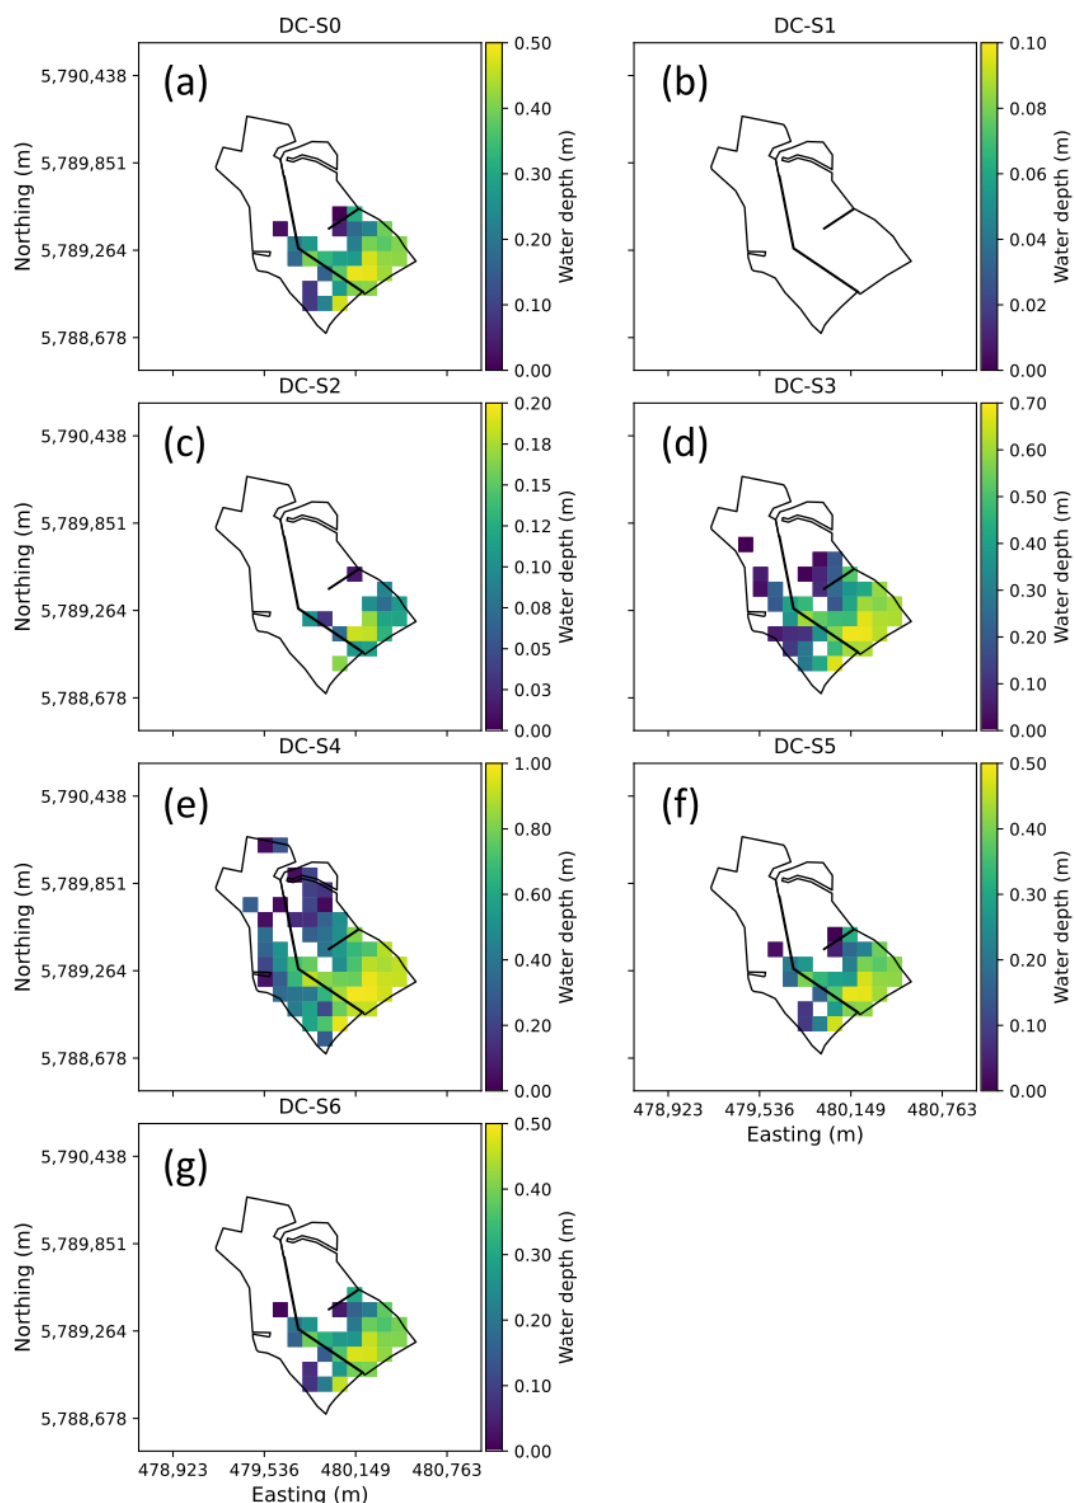 DC-S0
DC-S1
(a)
(b)
5,790,438
5,789,851
5,789,264
5,788,678
Northing (m)
0.50
0.40
0.30
0.20
0.10
0.00
Water depth (m)
0.10
0.08
0.06
0.04
0.02
0.00
Water depth (m)
DC-S2
DC-S3
(c)
(d)
5,790,438
5,789,851
5,789,264
5,788,678
Northing (m)
0.20
0.18
0.15
0.12
0.10
0.08
0.05
0.03
0.00
Water depth (m)
0.70
0.60
0.50
0.40
0.30
0.20
0.10
0.00
Water depth (m)
DC-S4
DC-S5
(e)
(f)
5,790,438
5,789,851
5,789,264
5,788,678
Northing (m)
1.00
0.80
0.60
0.40
0.20
0.00
Water depth (m)
0.50
0.40
0.30
0.20
0.10
0.00
Water depth (m)
478,923 479,536 480,149 480,763
Easting (m)
DC-S6
(g)
5,790,438
5,789,851
5,789,264
5,788,678
Northing (m)
0.50
0.40
0.30
0.20
0.10
0.00
Water depth (m)
478,923 479,536 480,149 480,763
Easting (m)